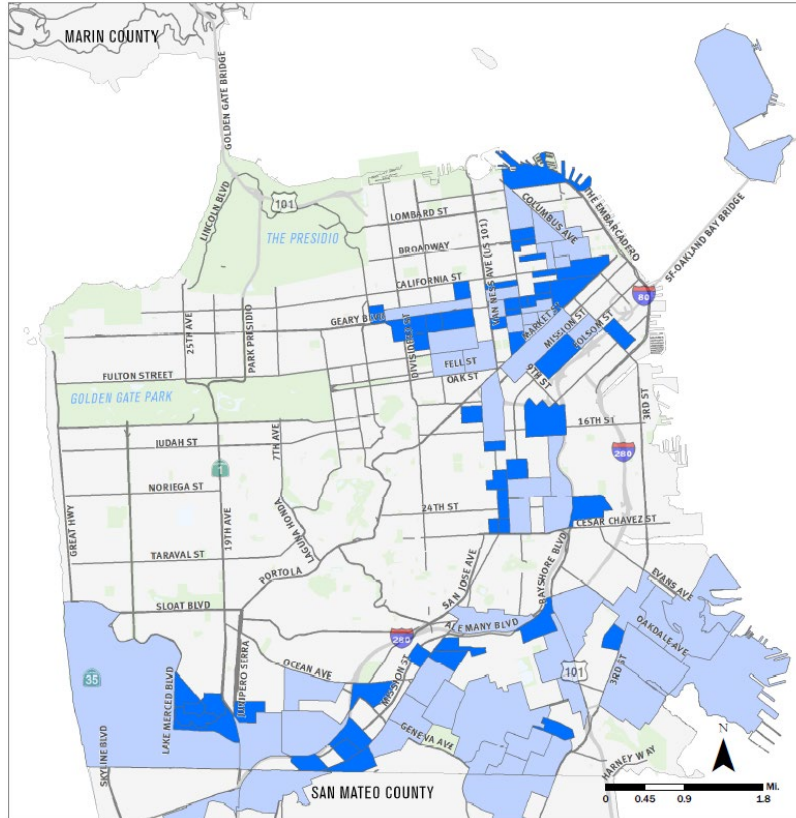 MARIN COUNTY
GOLDEN GATE BRIDGE
LINCOLN BLVD
101
THE PRESIDIO
LOMBARD ST
BROADWAY
CALIFORNIA ST
COLUMBUS AVE
THE EMBARCADERO
SF-OAKLAND BAY BRIDGE
VAN NESS AVE (US 101)
80
25TH AVE
PARK PRESIDIO
GEARY BLVD
DIVISADERO ST
MARKET ST
MISSION ST
FOLSOM ST
FULTON STREET
FELL ST
OAK ST
9TH ST
GOLDEN GATE PARK
3RD ST
16TH ST
JUDAH ST
7TH AVE
1
280
NORIEGA ST
GREAT HWY
19TH AVE
LAGUNA HONDA
24TH ST
CESAR CHAVEZ ST
TARAVAL ST
PORTOLA
SAN JOSE AVE
BAYSHORE BLVD
EVANS AVE
SLOAT BLVD
280
ALEMANY BLVD
OAKDALE AVE
35
LAKE MERCED BLVD
JUNIPERO SERRA
OCEAN AVE
MISSION ST
101
3RD ST
GENEVA AVE
SKYLINE BLVD
HARNEY WAY
N
SAN MATEO COUNTY
Mi.
0 0.45 0.9 1.8